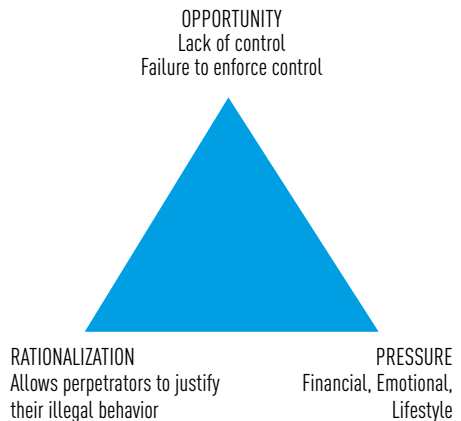 OPPORTUNITY
Lack of control
Failure to enforce control
RATIONALIZATION
Allows perpetrators to justify
their illegal behavior
PRESSURE
Financial, Emotional,
Lifestyle